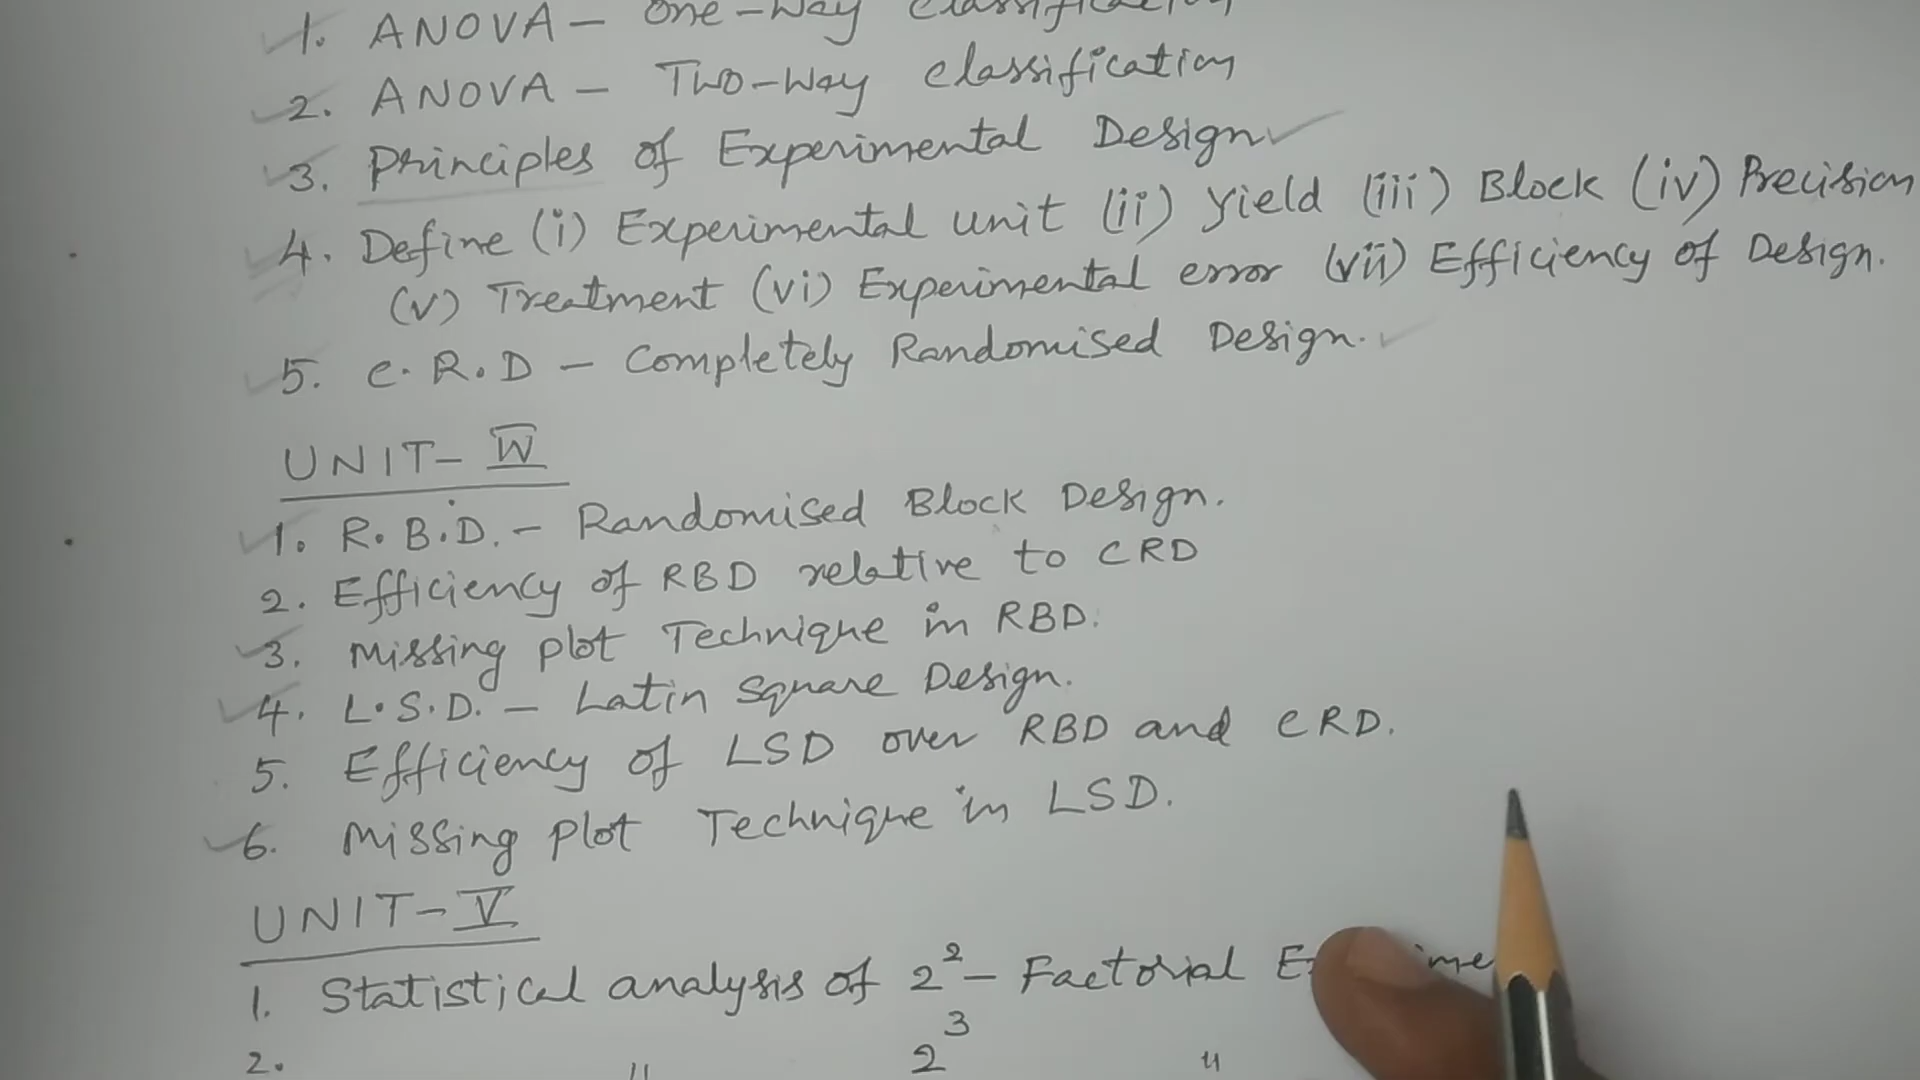 1. ANOVA - One-Way Classification
2. ANOVA - Two-Way Classification
3. Principles of Experimental Design
4. Define (i) Experimental unit (ii) Yield (iii) Block (iv) Precision
(v) Treatment (vi) Experimental error (vii) Efficiency of Design.
5. C.R.D - Completely Randomised Design.
UNIT-IV
1. R.B.D. - Randomised Block Design.
2. Efficiency of RBD relative to CRD
3. Missing plot Technique in RBD.
4. L.S.D. - Latin Square Design.
5. Efficiency of LSD over RBD and CRD.
6. Missing Plot Technique in LSD.
UNIT-V
1. Statistical analysis of 2² - Factorial
2. " 2³ "